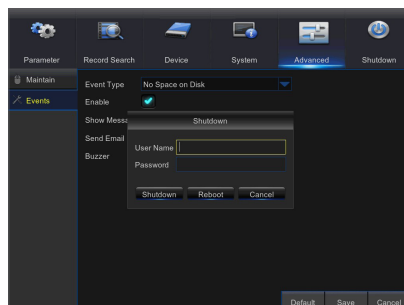 Parameter Record Search Device System Advanced Shutdown
Maintain
Events
Event Type No Space on Disk
Enable
Show Messa
Send Email
Buzzer
Shutdown
User Name
Password
Shutdown Reboot Cancel
Default Save Cancel